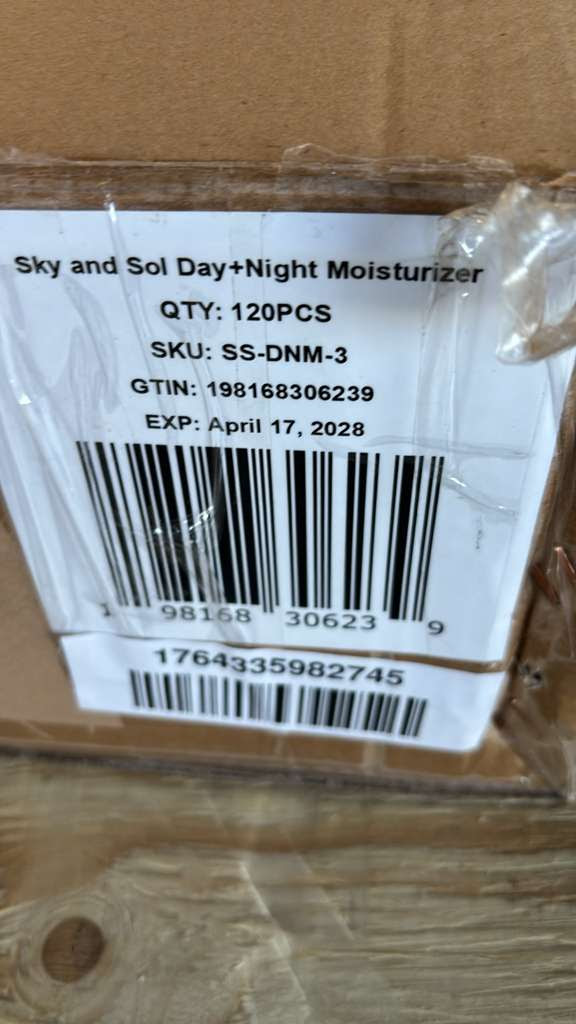 Sky and Sol Day+Night Moisturizer
QTY: 120PCS
SKU: SS-DNM-3
GTIN: 198168306239
EXP: April 17, 2028
1 98168 30623 9
1764335982745